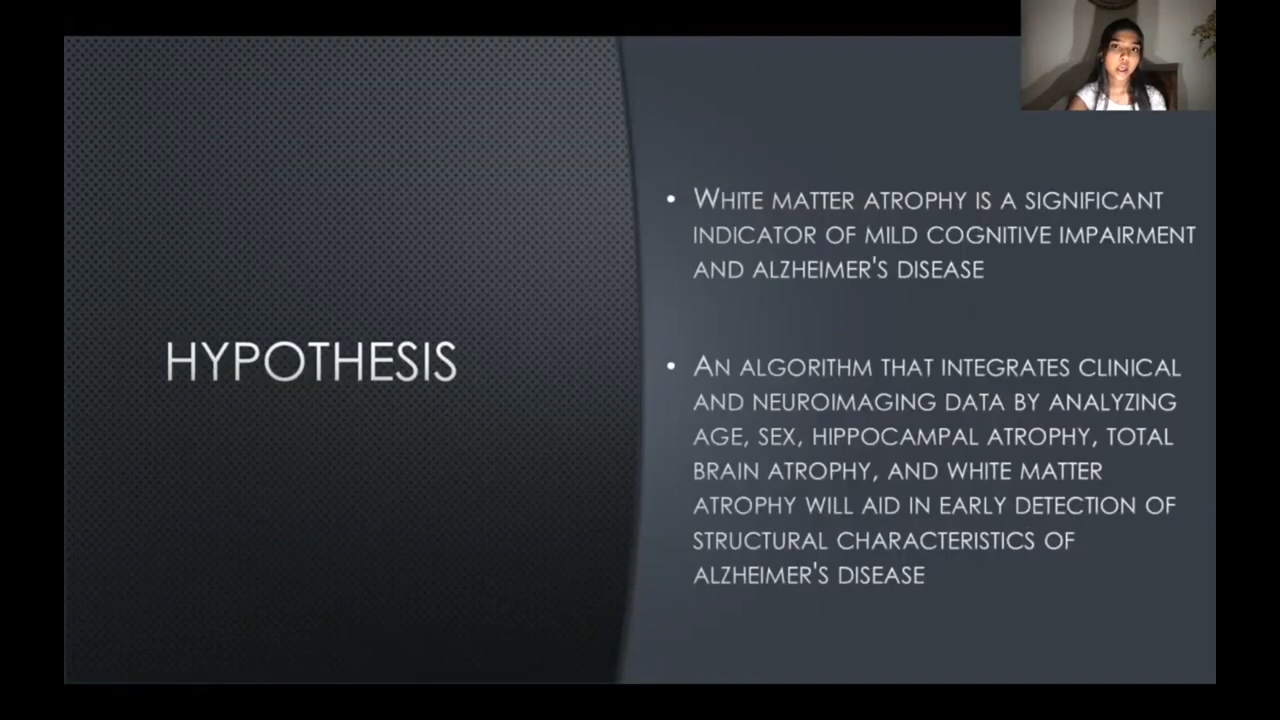 HYPOTHESIS
• WHITE MATTER ATROPHY IS A SIGNIFICANT
INDICATOR OF MILD COGNITIVE IMPAIRMENT
AND ALZHEIMER'S DISEASE
• AN ALGORITHM THAT INTEGRATES CLINICAL
AND NEUROIMAGING DATA BY ANALYZING
AGE, SEX, HIPPOCAMPAL ATROPHY, TOTAL
BRAIN ATROPHY, AND WHITE MATTER
ATROPHY WILL AID IN EARLY DETECTION OF
STRUCTURAL CHARACTERISTICS OF
ALZHEIMER'S DISEASE